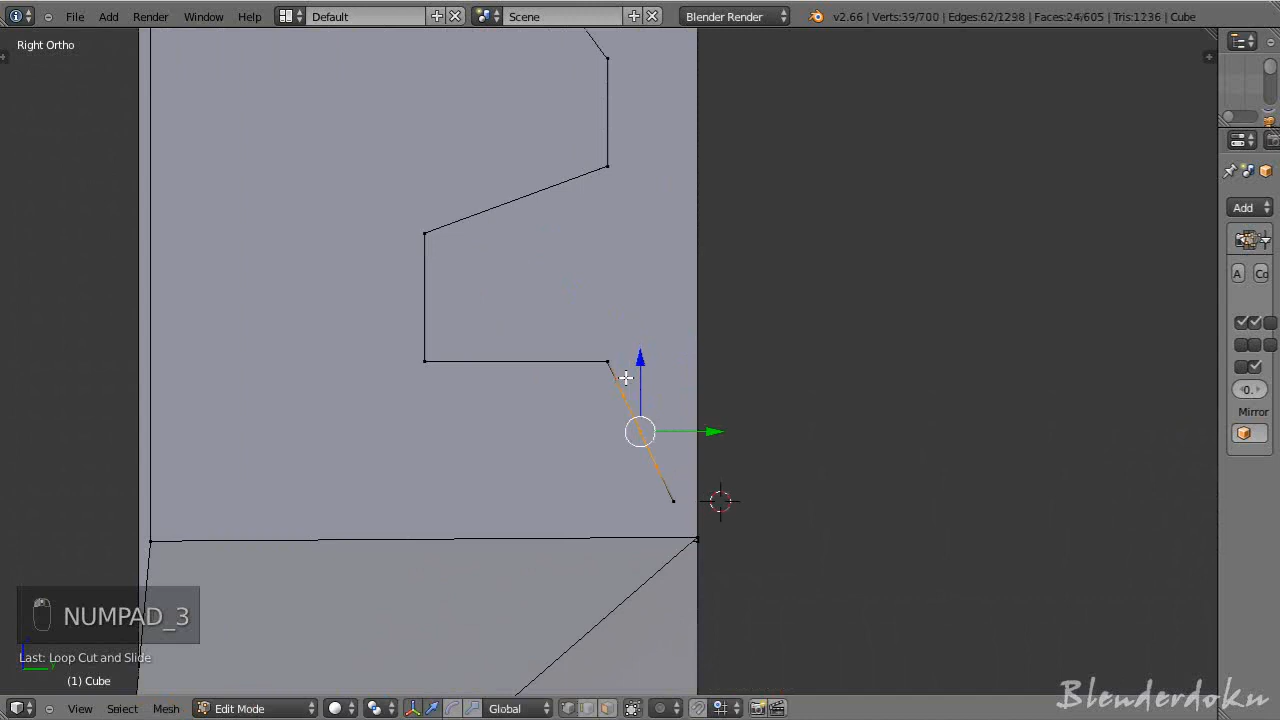 File Add Render Window Help Default Scene Blender Render v2.66 | Verts:39/700 | Edges:62/1298 | Faces:24/605 | Tris:1236 | Cube
Right Ortho
Add
A Co
0.
Mirror
NUMPAD_3
Last: Loop Cut and Slide
(1) Cube
View Select Mesh Edit Mode Global
Blenderdoku